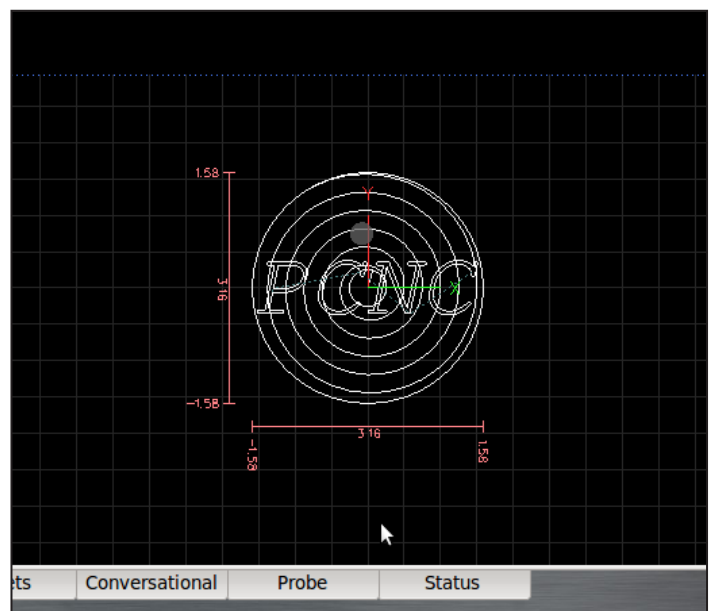 1.58
Y
3.16
PCNC
X
-1.58
3.16
-1.58
1.58
ets
Conversational
Probe
Status